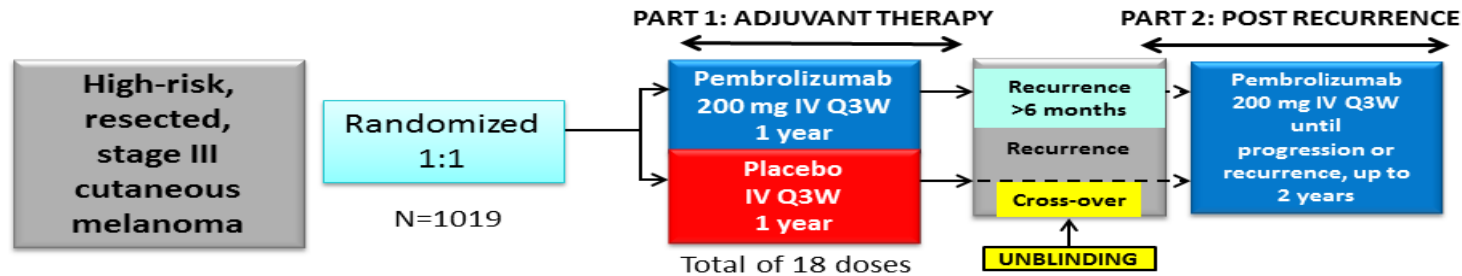 PART 1: ADJUVANT THERAPY
PART 2: POST RECURRENCE
High-risk,
resected,
stage III
cutaneous
melanoma
Randomized
1:1
N=1019
Pembrolizumab
200 mg IV Q3W
1 year
Placebo
IV Q3W
1 year
Total of 18 doses
Recurrence
>6 months
Recurrence
Cross-over
UNBLINDING
Pembrolizumab
200 mg IV Q3W
until
progression or
recurrence, up to
2 years